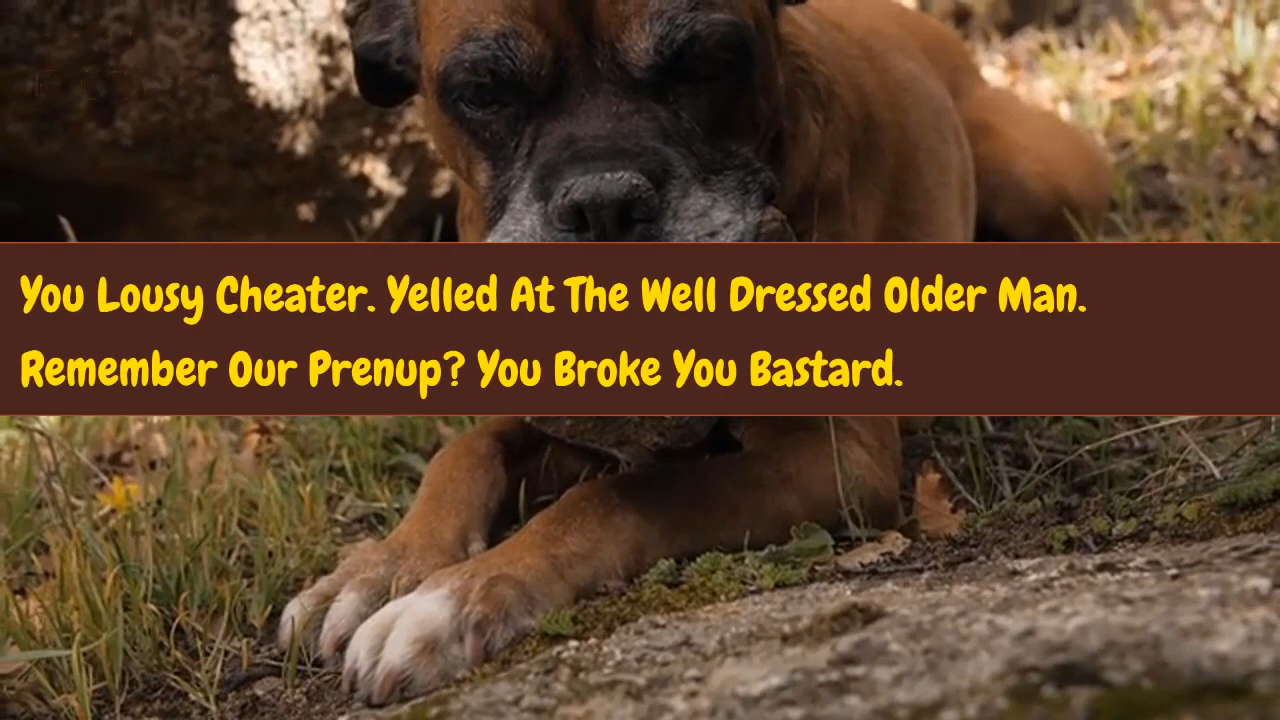 You Lousy Cheater. Yelled At The Well Dressed Older Man.
Remember Our Prenup? You Broke You Bastard.